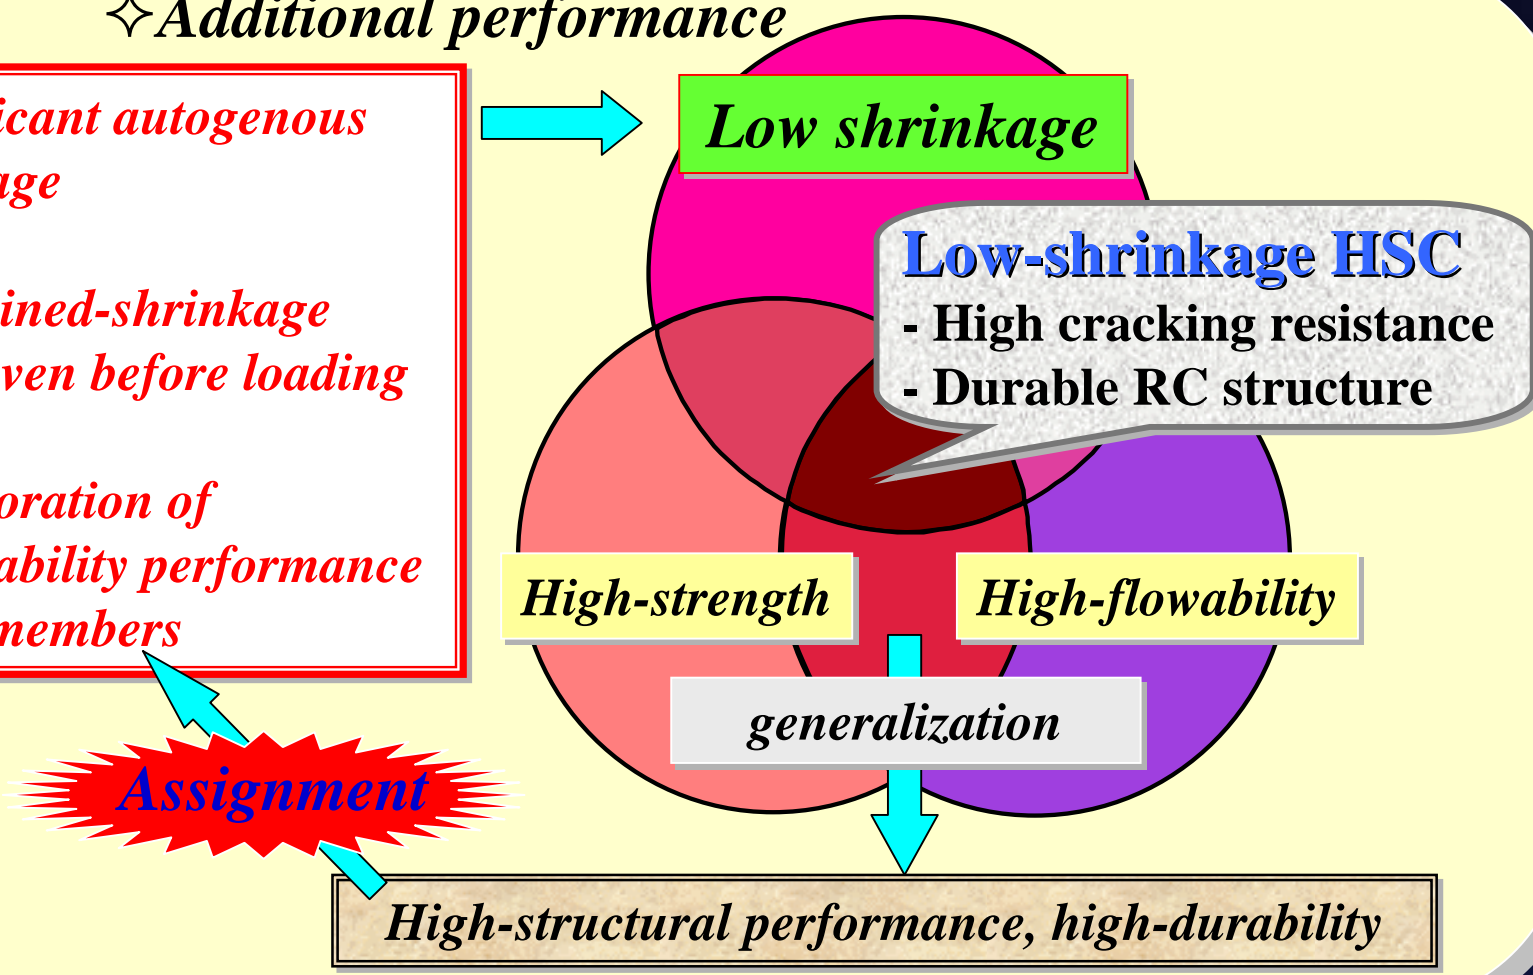 ✧Additional performance
icant autogenous
age
ined-shrinkage
ven before loading
oration of
ability performance
members
Low shrinkage
Low-shrinkage HSC
- High cracking resistance
- Durable RC structure
High-strength
High-flowability
generalization
Assignment
High-structural performance, high-durability